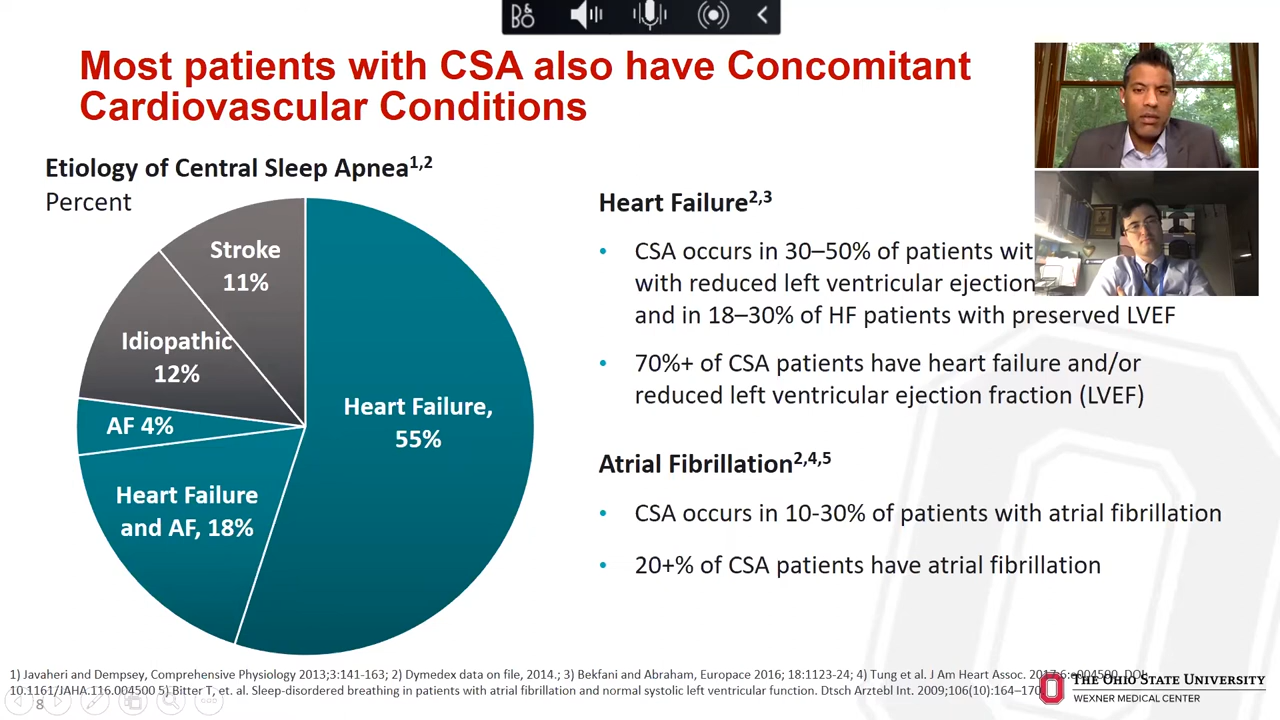 Most patients with CSA also have Concomitant
Cardiovascular Conditions
Etiology of Central Sleep Apnea1,2
Percent
Stroke
11%
Idiopathic
12%
AF 4%
Heart Failure
and AF, 18%
Heart Failure,
55%
Heart Failure2,3
• CSA occurs in 30–50% of patients wit
with reduced left ventricular ejection
and in 18–30% of HF patients with preserved LVEF
• 70%+ of CSA patients have heart failure and/or
reduced left ventricular ejection fraction (LVEF)
Atrial Fibrillation2,4,5
• CSA occurs in 10-30% of patients with atrial fibrillation
• 20+% of CSA patients have atrial fibrillation
1) Javaheri and Dempsey, Comprehensive Physiology 2013;3:141-163; 2) Dymedex data on file, 2014.; 3) Bekfani and Abraham, Europace 2016; 18:1123-24; 4) Tung et al. J Am Heart Assoc. 2017;6:e004500. DOI:
10.1161/JAHA.116.004500 5) Bitter T, et. al. Sleep-disordered breathing in patients with atrial fibrillation and normal systolic left ventricular function. Dtsch Arztebl Int. 2009;106(10):164–170
8
THE OHIO STATE UNIVERSITY
WEXNER MEDICAL CENTER